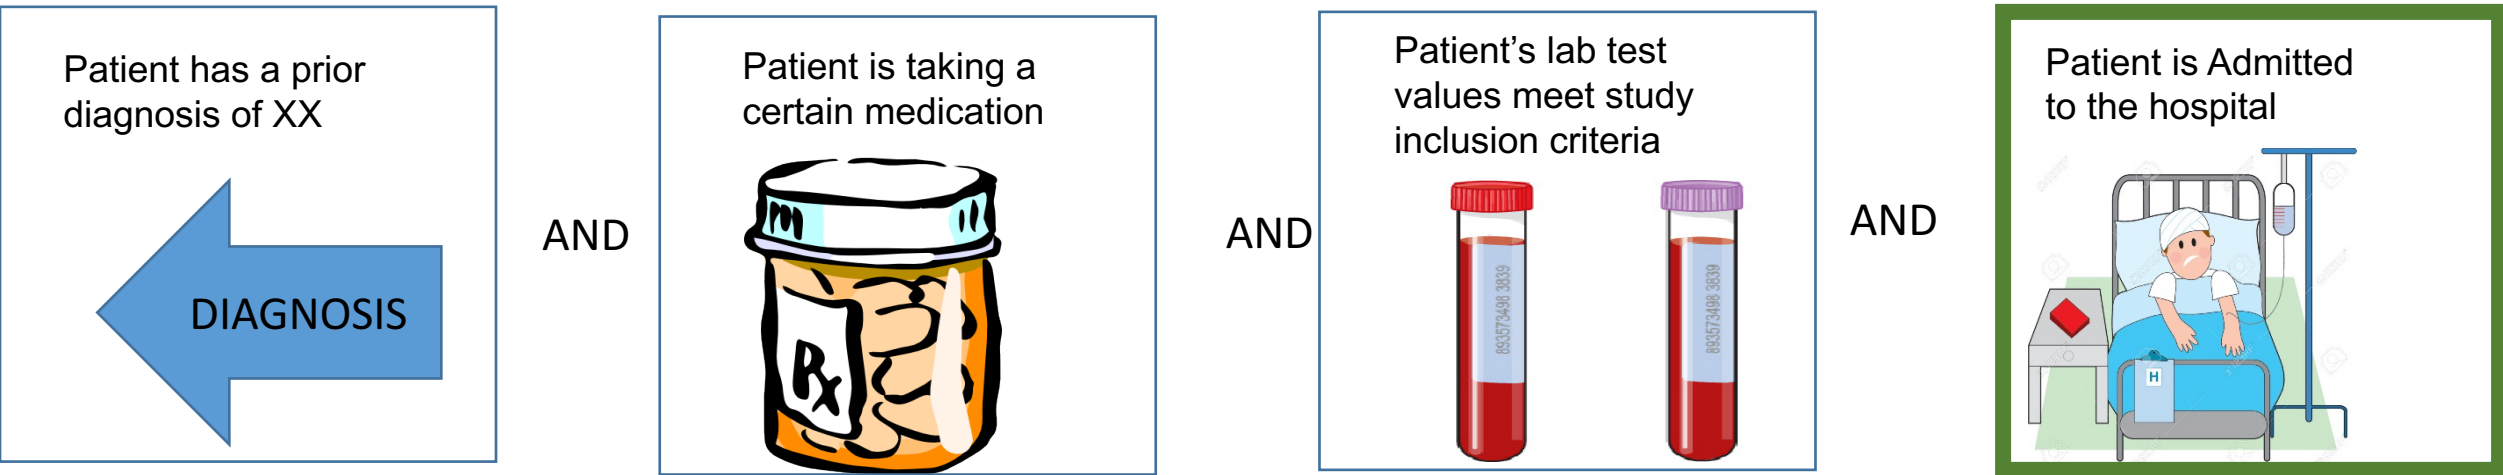 Patient has a prior
diagnosis of XX
DIAGNOSIS
AND
Patient is taking a
certain medication
Rx
AND
Patient’s lab test
values meet study
inclusion criteria
893573498 3839
893573498 3839
AND
Patient is Admitted
to the hospital
H